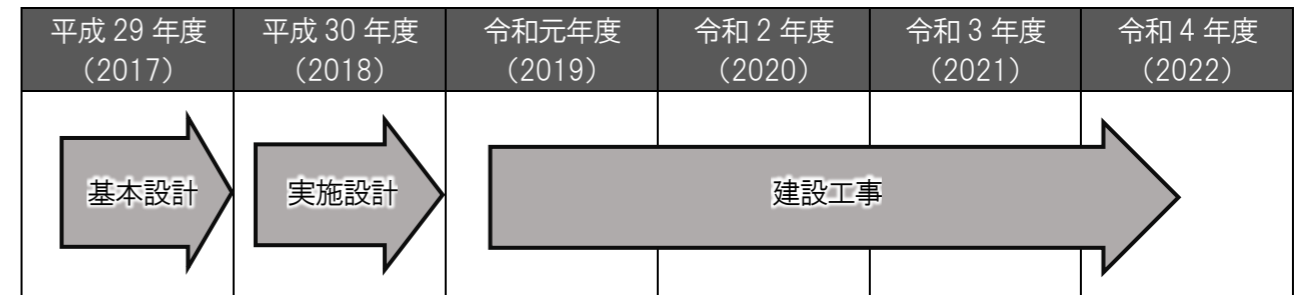 平成 29 年度
（2017）
平成 30 年度
（2018）
令和元年度
（2019）
令和 2 年度
（2020）
令和 3 年度
（2021）
令和 4 年度
（2022）
基本設計
実施設計
建設工事